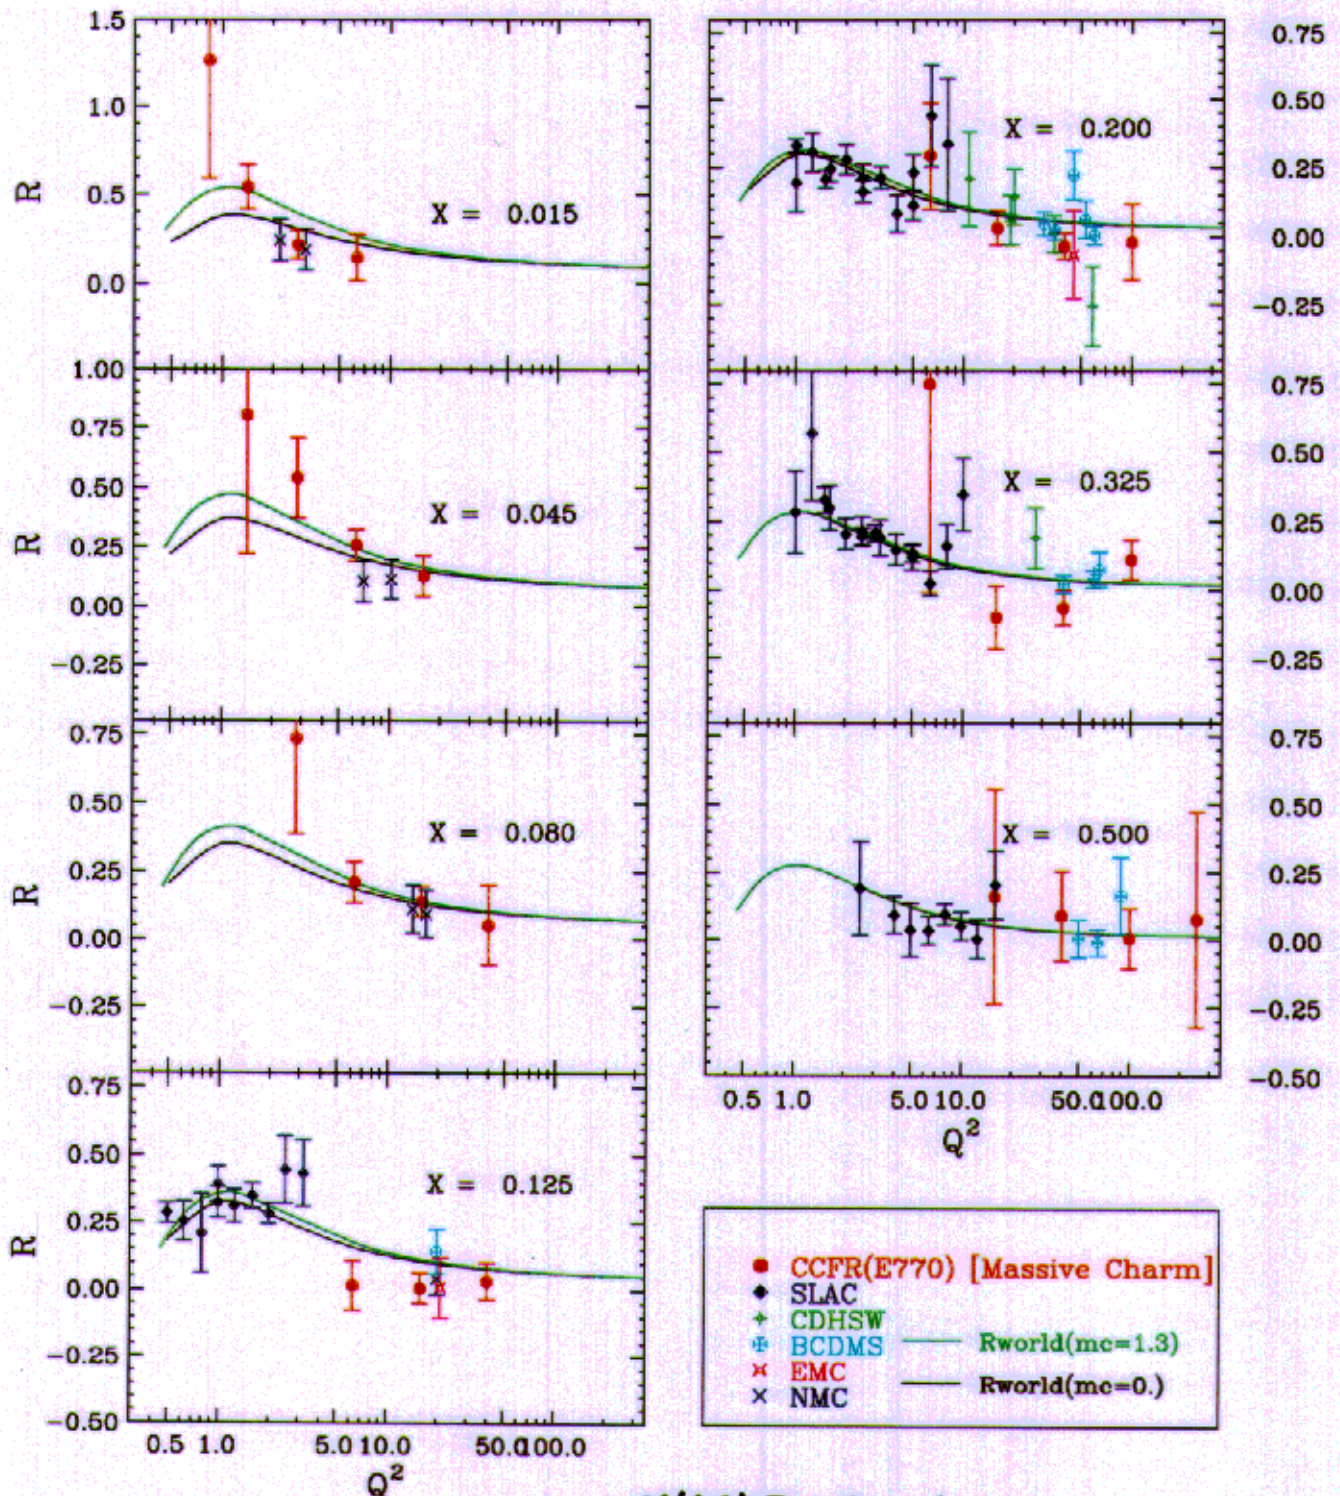 1.5
1.0
0.5
0.0
R
X = 0.015
1.00
0.75
0.50
0.25
0.00
−0.25
R
X = 0.045
0.75
0.50
0.25
0.00
−0.25
R
X = 0.080
0.75
0.50
0.25
0.00
−0.25
−0.50
R
X = 0.125
0.5 1.0 5.0 10.0 50.0 100.0
Q²
0.75
0.50
0.25
0.00
−0.25
X = 0.200
0.75
0.50
0.25
0.00
−0.25
X = 0.325
0.75
0.50
0.25
0.00
−0.25
−0.50
X = 0.500
0.5 1.0 5.0 10.0 50.0 100.0
Q²
CCFR(E770) [Massive Charm]
SLAC
CDHSW
BCDMS
EMC
NMC
Rworld(mc=1.3)
Rworld(mc=0.)